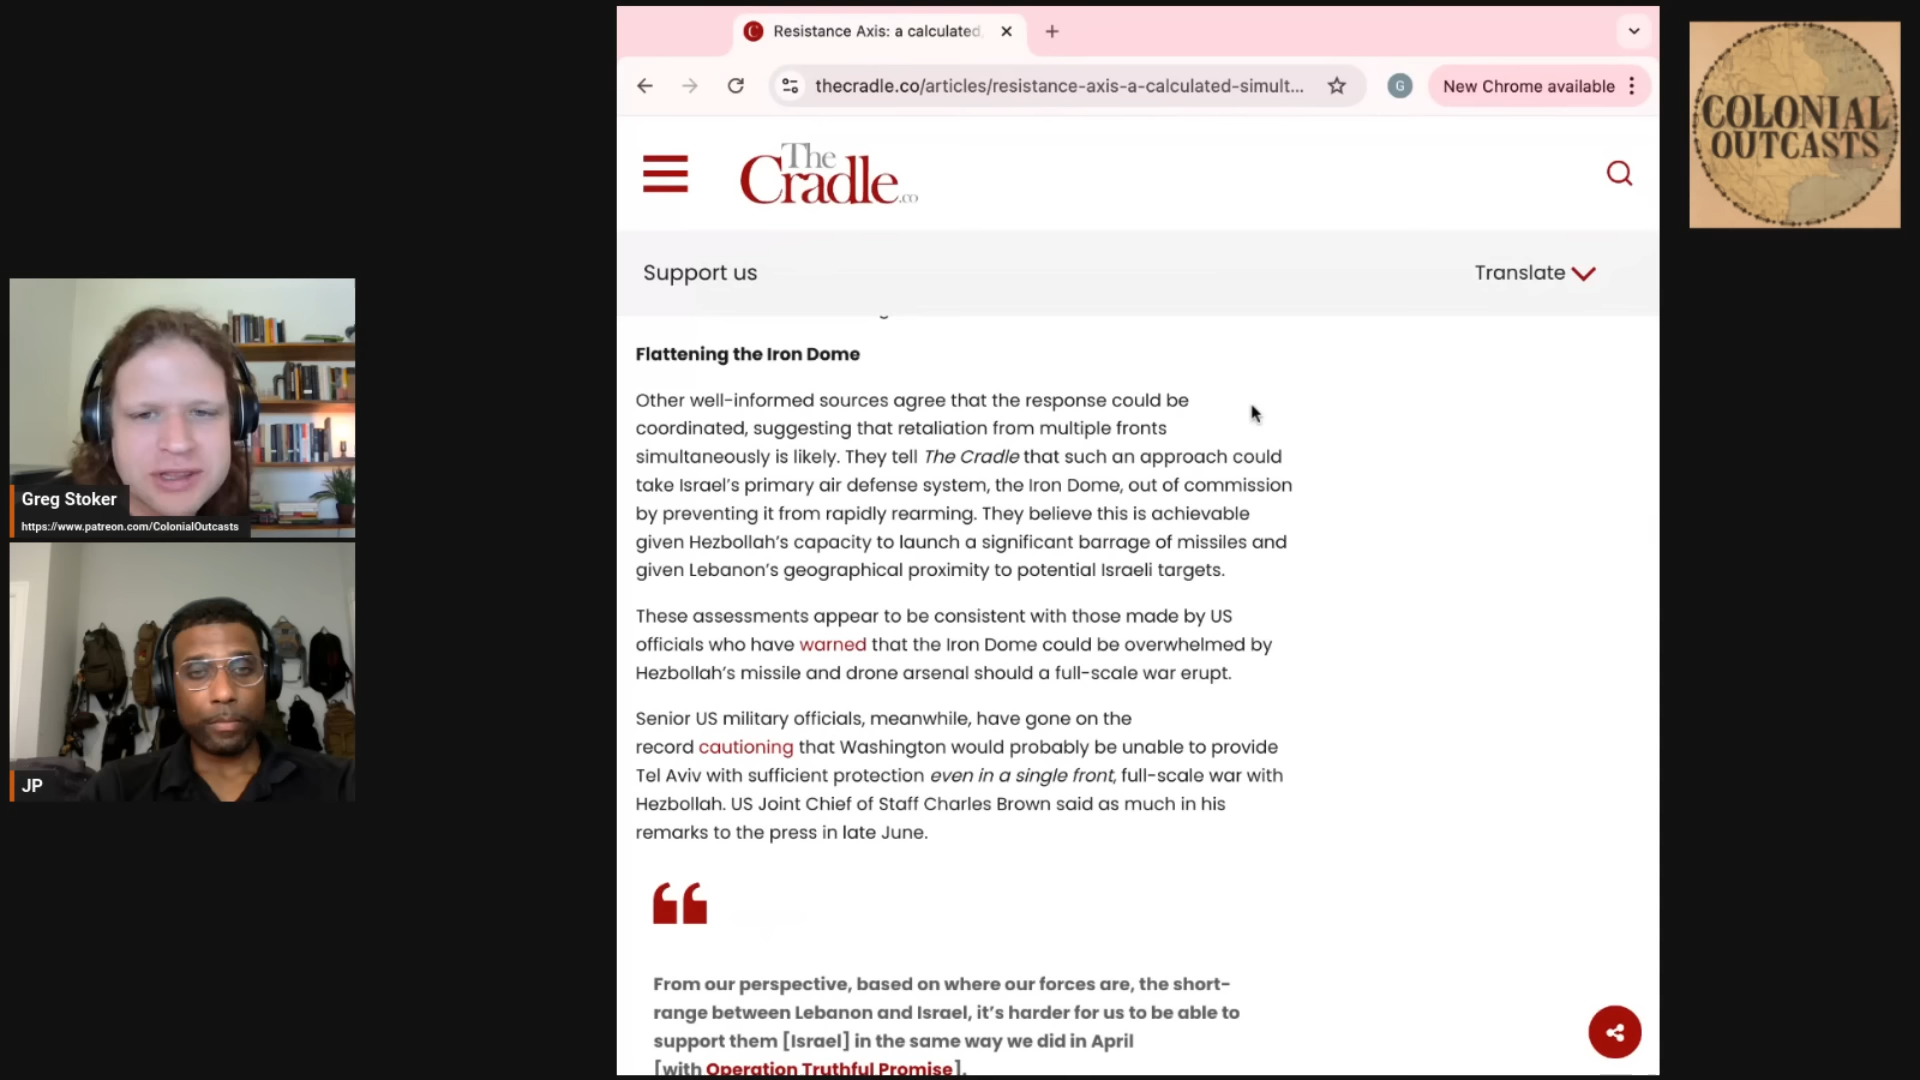 Resistance Axis: a calculated
thecradle.co/articles/resistance-axis-a-calculated-simult...
G
New Chrome available
The
Cradle.co
COLONIAL
OUTCASTS
Support us
Translate
Flattening the Iron Dome
Other well-informed sources agree that the response could be
coordinated, suggesting that retaliation from multiple fronts
simultaneously is likely. They tell The Cradle that such an approach could
take Israel's primary air defense system, the Iron Dome, out of commission
by preventing it from rapidly rearming. They believe this is achievable
given Hezbollah's capacity to launch a significant barrage of missiles and
given Lebanon's geographical proximity to potential Israeli targets.
These assessments appear to be consistent with those made by US
officials who have warned that the Iron Dome could be overwhelmed by
Hezbollah's missile and drone arsenal should a full-scale war erupt.
Senior US military officials, meanwhile, have gone on the
record cautioning that Washington would probably be unable to provide
Tel Aviv with sufficient protection even in a single front, full-scale war with
Hezbollah. US Joint Chief of Staff Charles Brown said as much in his
remarks to the press in late June.
From our perspective, based on where our forces are, the short-
range between Lebanon and Israel, it's harder for us to be able to
support them [Israel] in the same way we did in April
[with Operation Truthful Promise].
Greg Stoker
https://www.patreon.com/ColonialOutcasts
JP